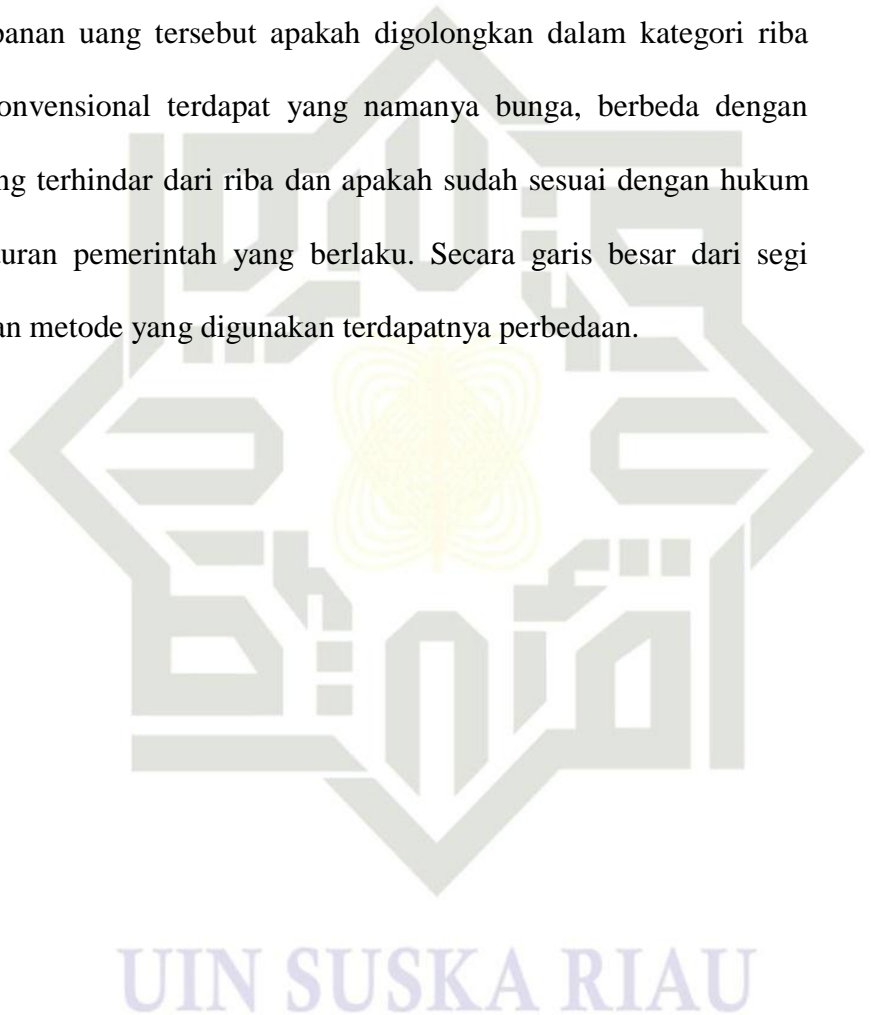 panan uang tersebut apakah digolongkan dalam kategori riba
onvensional terdapat yang namanya bunga, berbeda dengan
ng terhindar dari riba dan apakah sudah sesuai dengan hukum
uran pemerintah yang berlaku. Secara garis besar dari segi
an metode yang digunakan terdapatnya perbedaan.
UIN SUSKA RIAU